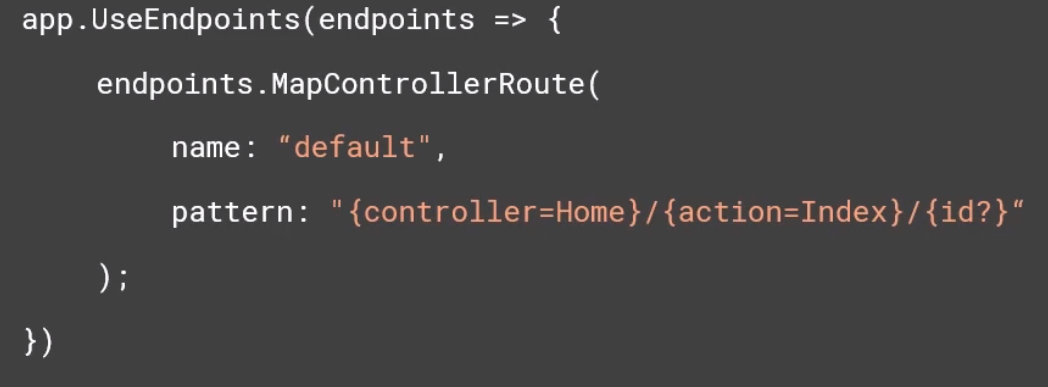 app.UseEndpoints(endpoints => {
endpoints.MapControllerRoute(
name: “default",
pattern: "{controller=Home}/{action=Index}/{id?}“
);
})